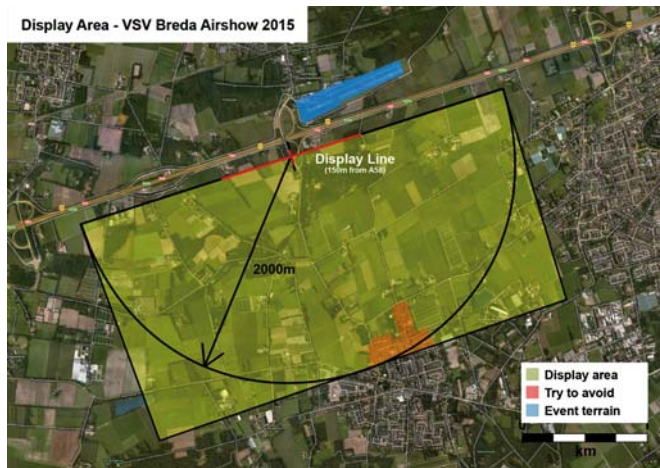 Display Area - VSV Breda Airshow 2015
Display Line
(150m from A58)
2000m
Display area
Try to avoid
Event terrain
km